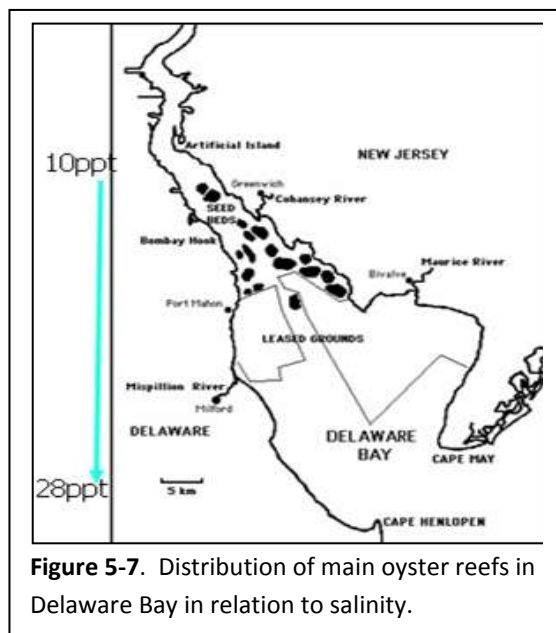 Artificial Island
10ppt
NEW JERSEY
Greenwich
Cohansey River
SEED
BEDS
Bombay Hook
Maurice River
Bivalve
Port Mahon
LEASED GROUNDS
Mispillion River
Milford
DELAWARE
DELAWARE
BAY
CAPE MAY
28ppt
5 km
CAPE HENLOPEN
Figure 5-7. Distribution of main oyster reefs in
Delaware Bay in relation to salinity.